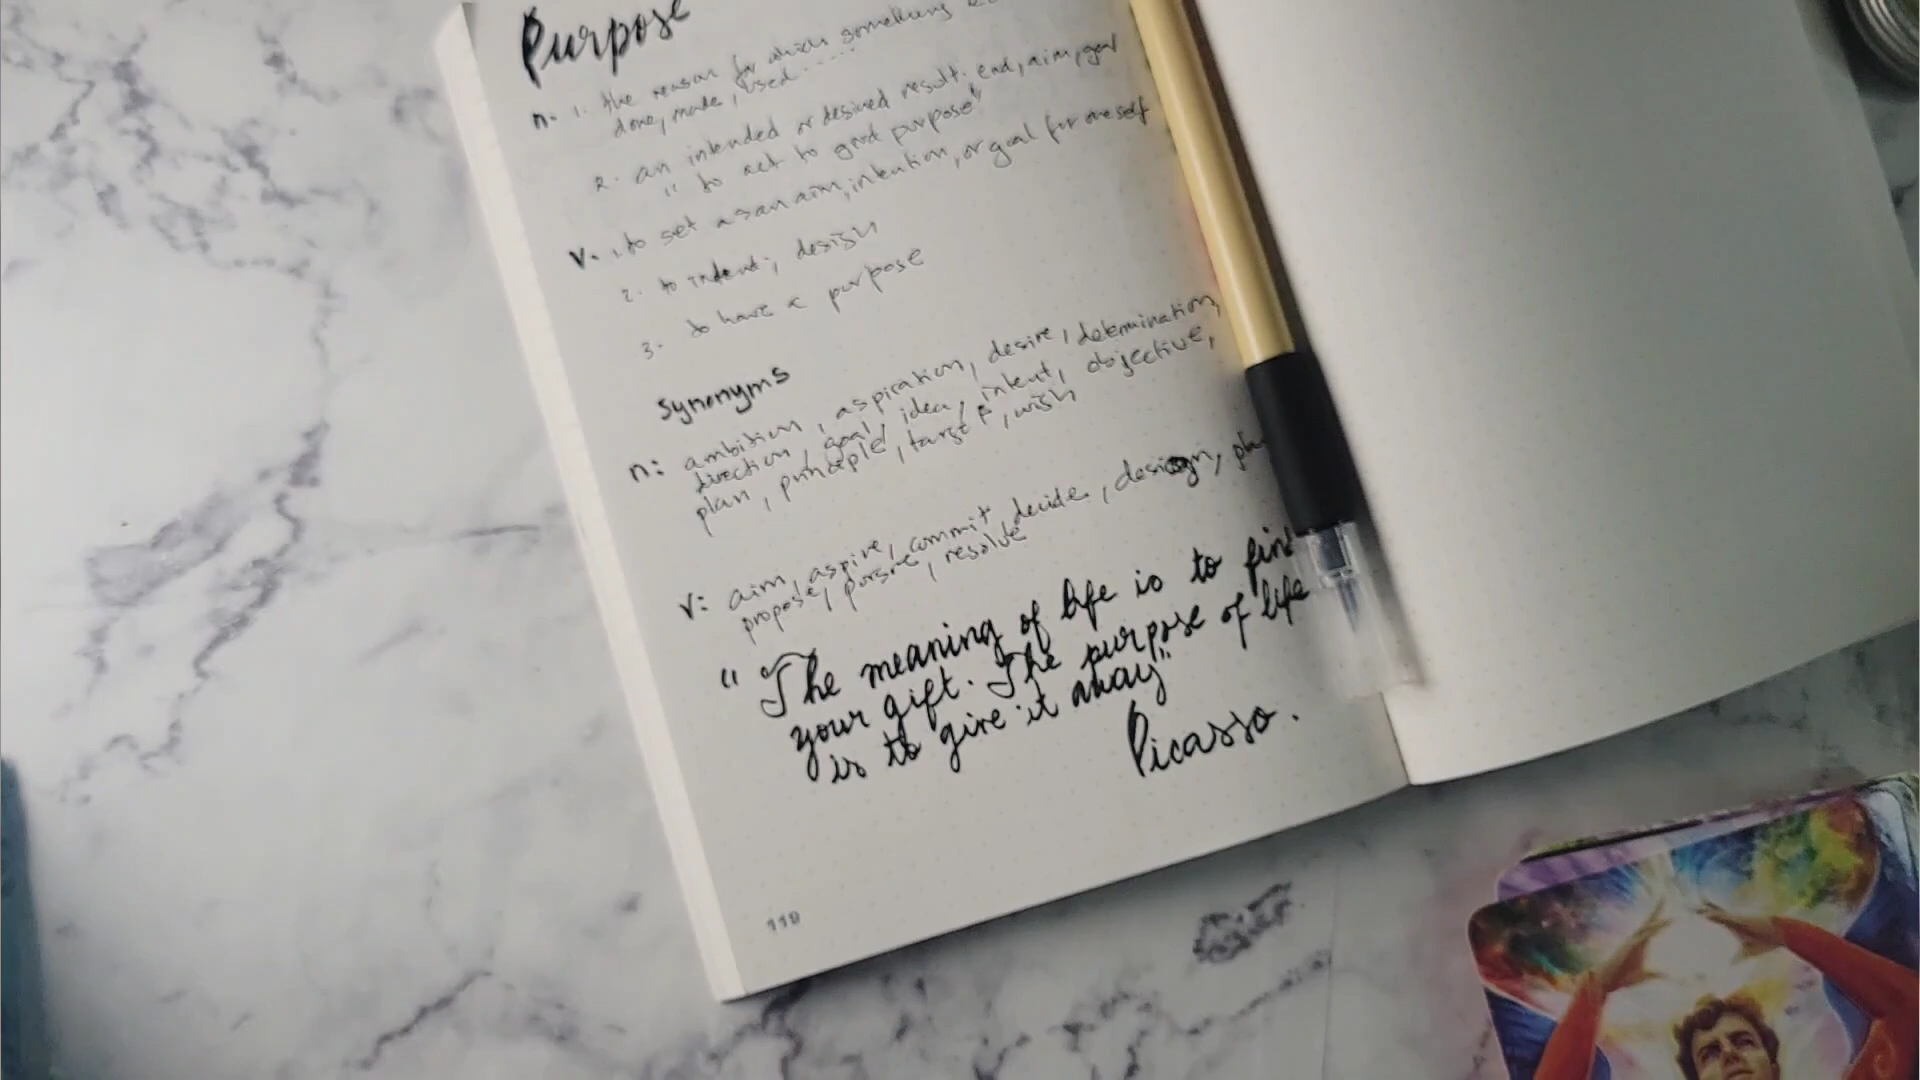 Purpose
n. 1. the reason for which something
done, made, used.....
2. an intended or desired result; end, aim, goal
" to act to good purpose"
v. 1. to set as an aim, intention, or goal for oneself
2. to indent; design
3. to have a purpose
Synonyms
n: ambition, aspiration, desire, determination,
direction, goal, idea, intent, objective,
plan, principle, target, wish
v: aim, aspire, commit decide, design,
propose, pursue, resolve
" The meaning of life is to find
your gift. The purpose of life
is to give it away"
Picasso.
119